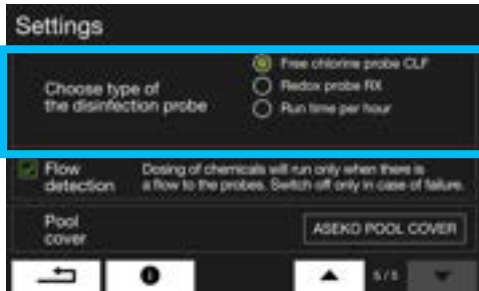 Settings
Choose type of
the disinfection probe
Free chlorine probe CLF
Redox probe RX
Run time per hour
Flow
detection
Dosing of chemicals will run only when there is
a flow to the probes. Switch off only in case of failure.
Pool
cover
ASEKO POOL COVER
5/5